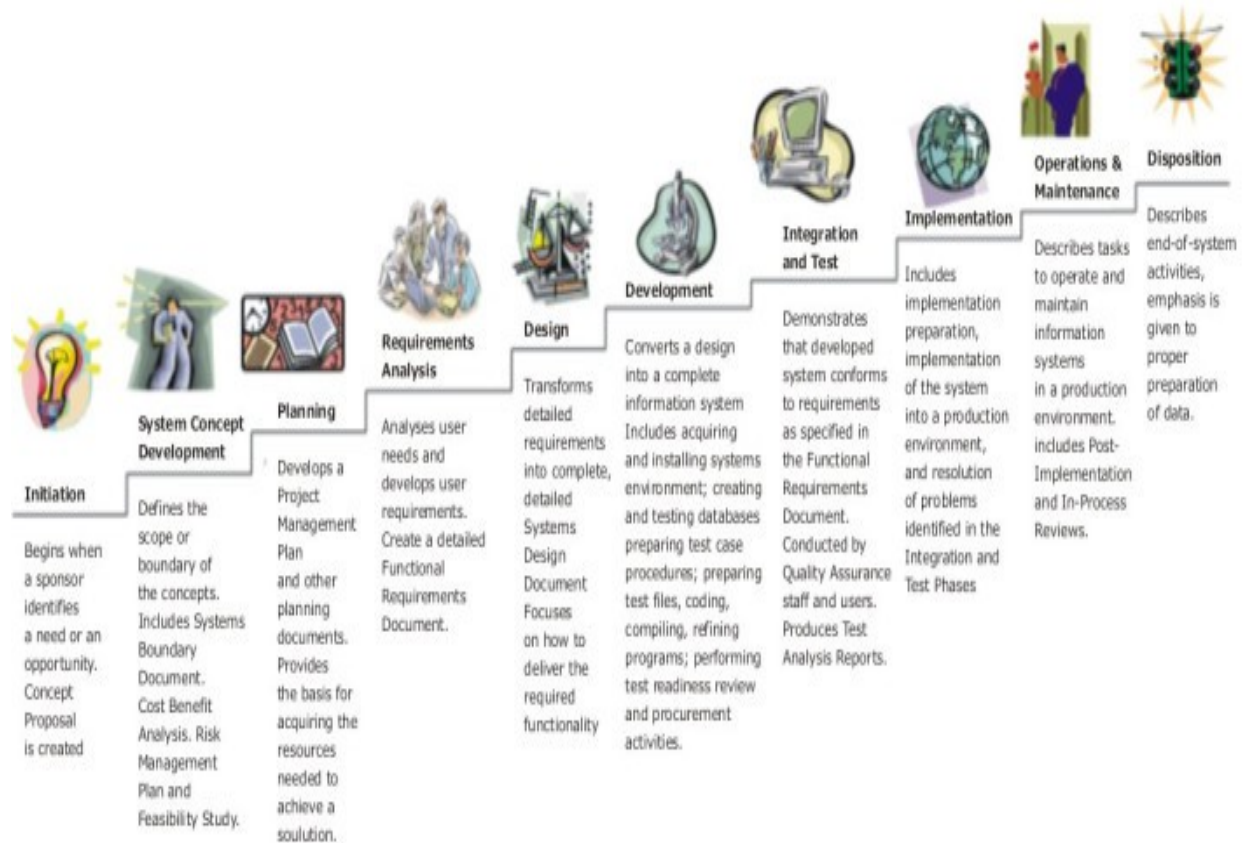 Initiation
Begins when
a sponsor
identifies
a need or an
opportunity.
Concept
Proposal
is created
System Concept
Development
Defines the
scope or
boundary of
the concepts.
Includes Systems
Boundary
Document.
Cost Benefit
Analysis. Risk
Management
Plan and
Feasibility Study.
Planning
Develops a
Project
Management
Plan
and other
planning
documents.
Provides
the basis for
acquiring the
resources
needed to
achieve a
soulution.
Requirements
Analysis
Analyses user
needs and
develops user
requirements.
Create a detailed
Functional
Requirements
Document.
Design
Transforms
detailed
requirements
into complete,
detailed
Systems
Design
Document
Focuses
on how to
deliver the
required
functionality
Development
Converts a design
into a complete
information system
Includes acquiring
and installing systems
environment; creating
and testing databases
preparing test case
procedures; preparing
test files, coding,
compiling, refining
programs; performing
test readiness review
and procurement
activities.
Integration
and Test
Demonstrates
that developed
system conforms
to requirements
as specified in
the Functional
Requirements
Document.
Conducted by
Quality Assurance
staff and users.
Produces Test
Analysis Reports.
Implementation
Includes
implementation
preparation,
implementation
of the system
into a production
environment,
and resolution
of problems
identified in the
Integration and
Test Phases
Operations &
Maintenance
Describes tasks
to operate and
maintain
information
systems
in a production
environment.
includes Post-
Implementation
and In-Process
Reviews.
Disposition
Describes
end-of-system
activities,
emphasis is
given to
proper
preparation
of data.